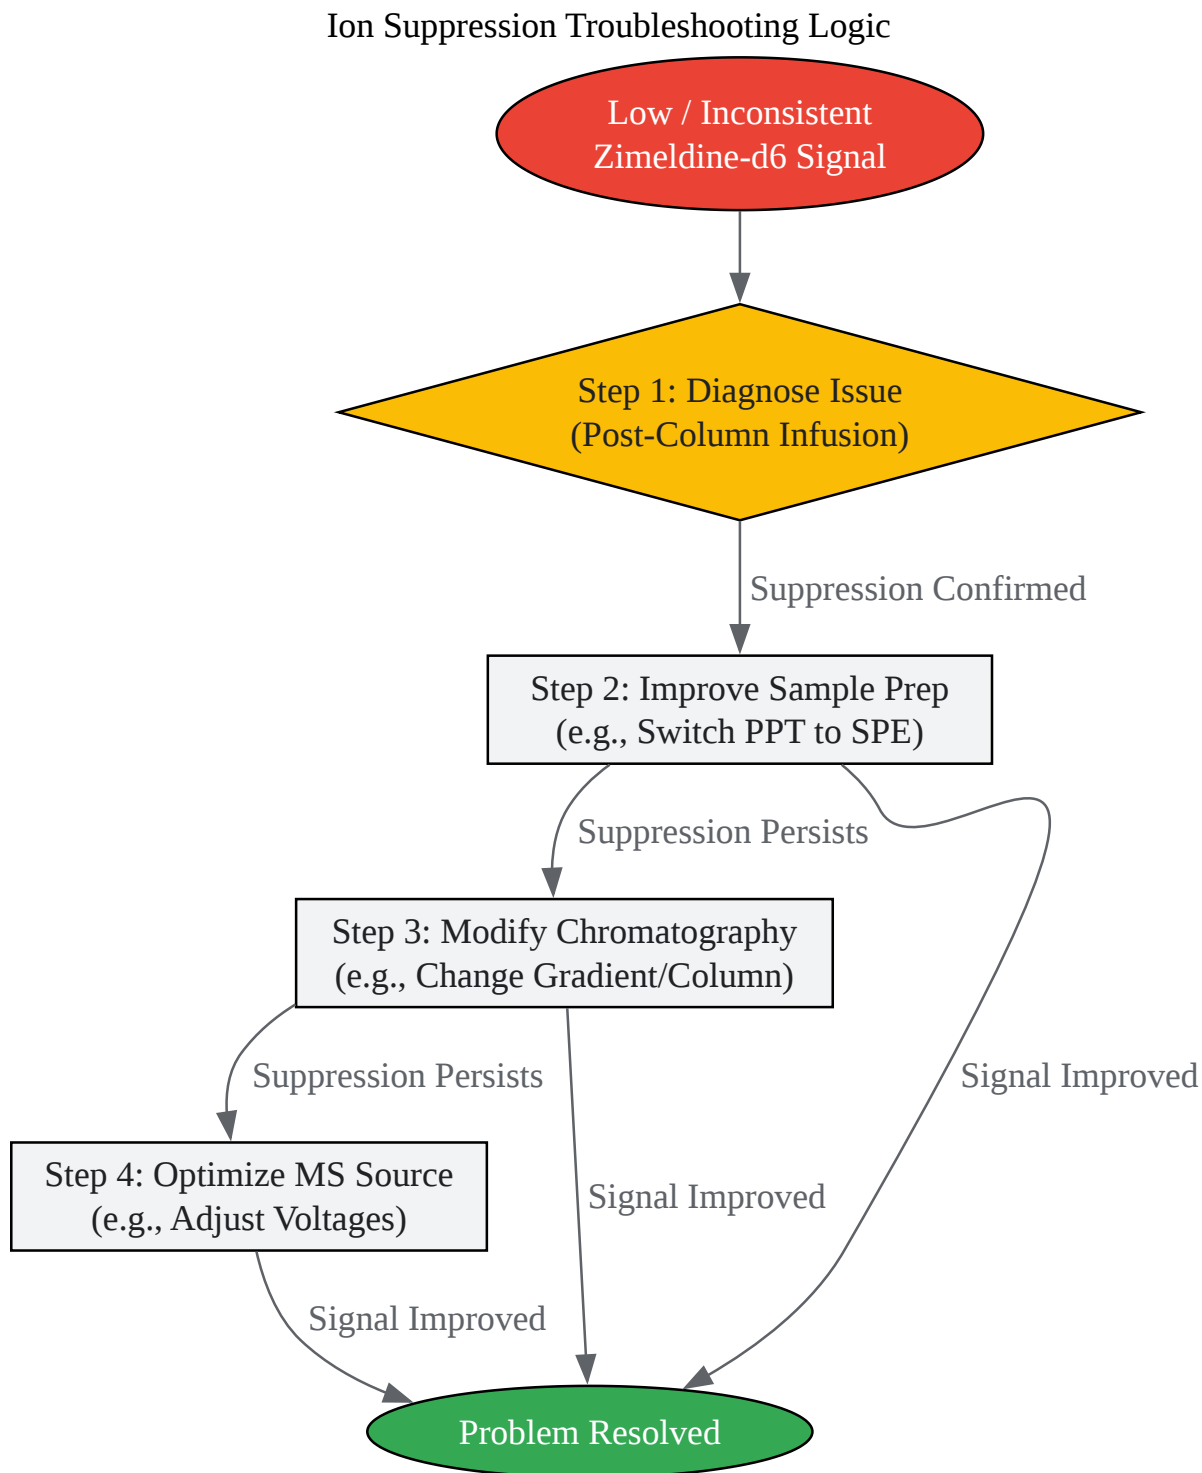 Ion Suppression Troubleshooting Logic
Low / Inconsistent
Zimeldine-d6 Signal
Step 1: Diagnose Issue
(Post-Column Infusion)
Suppression Confirmed
Step 2: Improve Sample Prep
(e.g., Switch PPT to SPE)
Suppression Persists
Step 3: Modify Chromatography
(e.g., Change Gradient/Column)
Suppression Persists
Signal Improved
Step 4: Optimize MS Source
(e.g., Adjust Voltages)
Signal Improved
Signal Improved
Problem Resolved